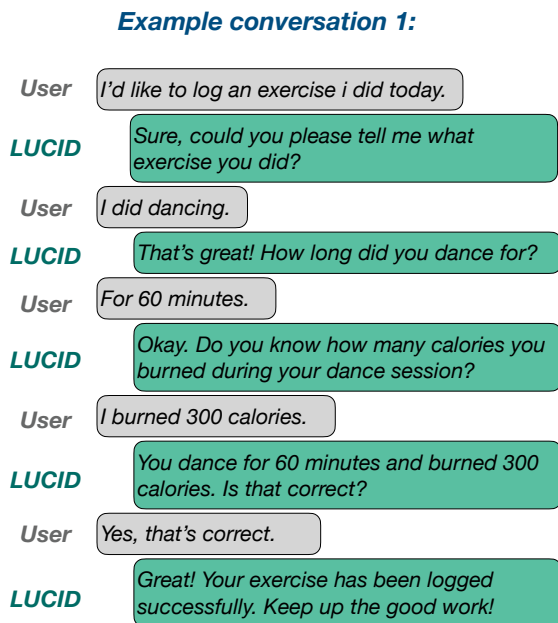 Example conversation 1:
User
I'd like to log an exercise i did today.
LUCID
Sure, could you please tell me what
exercise you did?
User
I did dancing.
LUCID
That's great! How long did you dance for?
User
For 60 minutes.
LUCID
Okay. Do you know how many calories you
burned during your dance session?
User
I burned 300 calories.
LUCID
You dance for 60 minutes and burned 300
calories. Is that correct?
User
Yes, that's correct.
LUCID
Great! Your exercise has been logged
successfully. Keep up the good work!